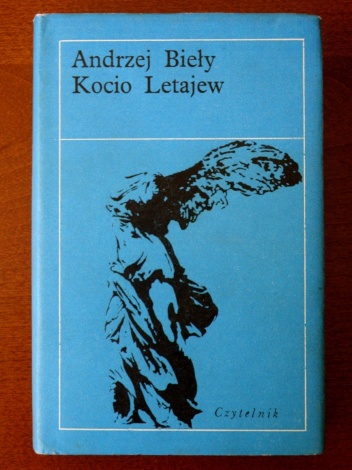 Andrzej Bieły
Kocio Letajew
Czytelnik